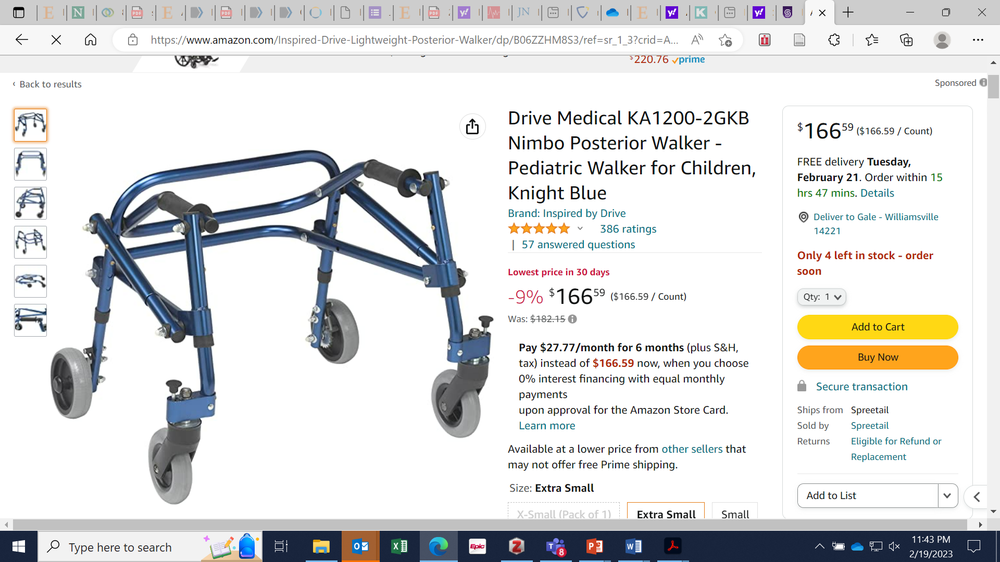 https://www.amazon.com/Inspired-Drive-Lightweight-Posterior-Walker/dp/B06ZZHM8S3/ref=sr_1_3?crid=A...
$220.76 prime
‹ Back to results
Sponsored
Drive Medical KA1200-2GKB
Nimbo Posterior Walker -
Pediatric Walker for Children,
Knight Blue
Brand: Inspired by Drive
386 ratings
| 57 answered questions
Lowest price in 30 days
-9% $166.59 ($166.59 / Count)
Was: $182.15
Pay $27.77/month for 6 months (plus S&H,
tax) instead of $166.59 now, when you choose
0% interest financing with equal monthly
payments
upon approval for the Amazon Store Card.
Learn more
Available at a lower price from other sellers that
may not offer free Prime shipping.
Size: Extra Small
X-Small (Pack of 1)
Extra Small
Small
$166.59 ($166.59 / Count)
FREE delivery Tuesday,
February 21. Order within 15
hrs 47 mins. Details
Deliver to Gale - Williamsville
14221
Only 4 left in stock - order
soon
Qty: 1
Add to Cart
Buy Now
Secure transaction
Ships from Spreetail
Sold by Spreetail
Returns Eligible for Refund or
Replacement
Add to List
Type here to search
Epic
8
11:43 PM
2/19/2023